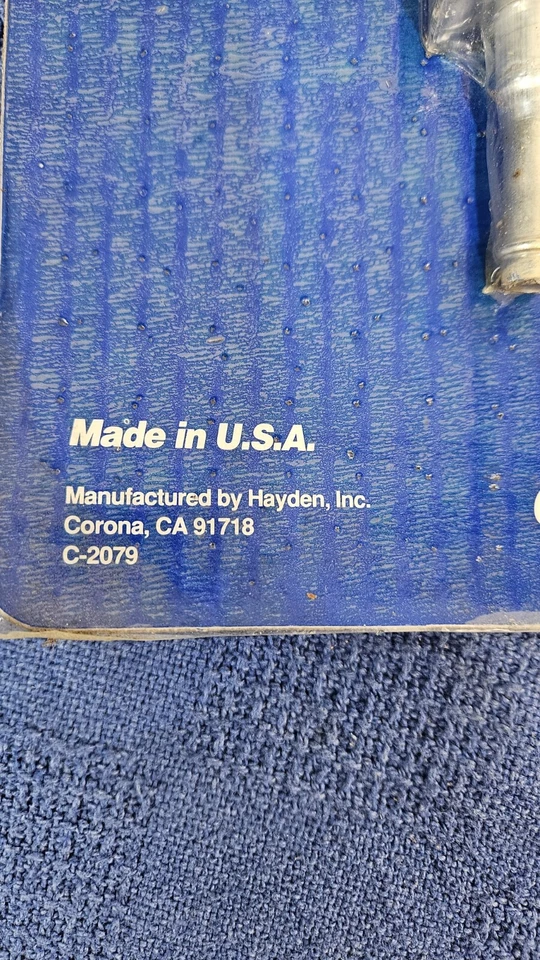 Made in U.S.A.
Manufactured by Hayden, Inc.
Corona, CA 91718
C-2079